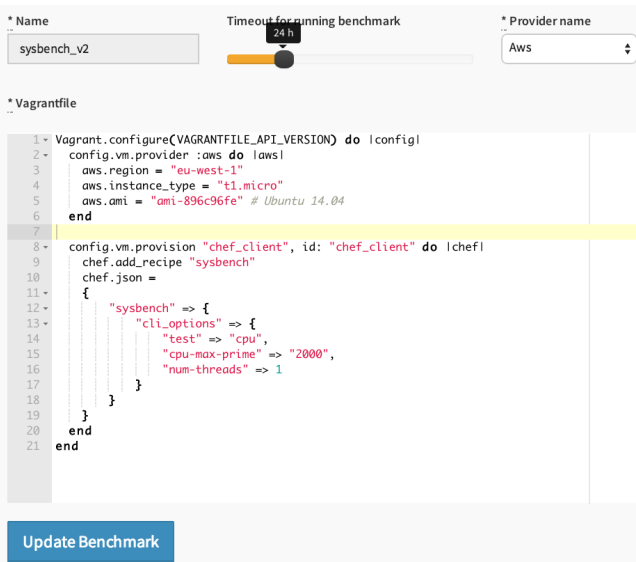 * Name
Timeout for running benchmark
* Provider name
24 h
sysbench_v2
Aws
* Vagrantfile
1 Vagrant.configure(VAGRANTFILE_API_VERSION) do |config|
2   config.vm.provider :aws do |aws|
3     aws.region = "eu-west-1"
4     aws.instance_type = "t1.micro"
5     aws.ami = "ami-896c96fe" # Ubuntu 14.04
6   end
7
8   config.vm.provision "chef_client", id: "chef_client" do |chef|
9     chef.add_recipe "sysbench"
10     chef.json =
11     {
12         "sysbench" => {
13             "cli_options" => {
14                 "test" => "cpu",
15                 "cpu-max-prime" => "2000",
16                 "num-threads" => 1
17             }
18         }
19     }
20   end
21 end
Update Benchmark